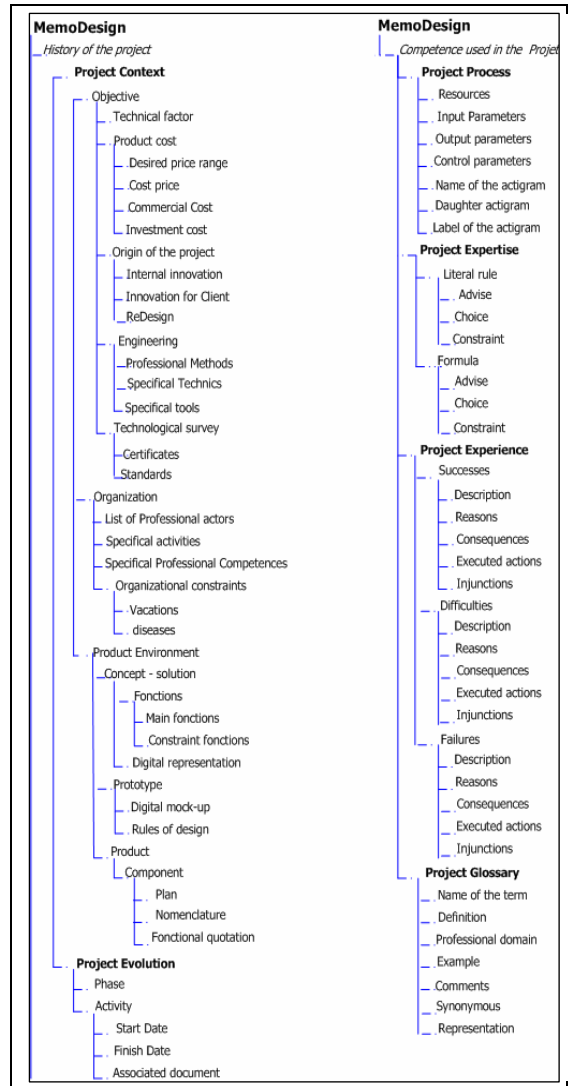 MemoDesign
History of the project
Project Context
Objective
Technical factor
Product cost
Desired price range
Cost price
Commercial Cost
Investment cost
Origin of the project
Internal innovation
Innovation for Client
ReDesign
Engineering
Professional Methods
Specifical Technics
Specifical tools
Technological survey
Certificates
Standards
Organization
List of Professional actors
Specifical activities
Specifical Professional Competences
Organizational constraints
Vacations
diseases
Product Environment
Concept - solution
Fonctions
Main fonctions
Constraint fonctions
Digital representation
Prototype
Digital mock-up
Rules of design
Product
Component
Plan
Nomenclature
Fonctional quotation
Project Evolution
Phase
Activity
Start Date
Finish Date
Associated document
MemoDesign
Competence used in the Projet
Project Process
Resources
Input Parameters
Output parameters
Control parameters
Name of the actigram
Daughter actigram
Label of the actigram
Project Expertise
Literal rule
Advise
Choice
Constraint
Formula
Advise
Choice
Constraint
Project Experience
Successes
Description
Reasons
Consequences
Executed actions
Injunctions
Difficulties
Description
Reasons
Consequences
Executed actions
Injunctions
Failures
Description
Reasons
Consequences
Executed actions
Injunctions
Project Glossary
Name of the term
Definition
Professional domain
Example
Comments
Synonymous
Representation